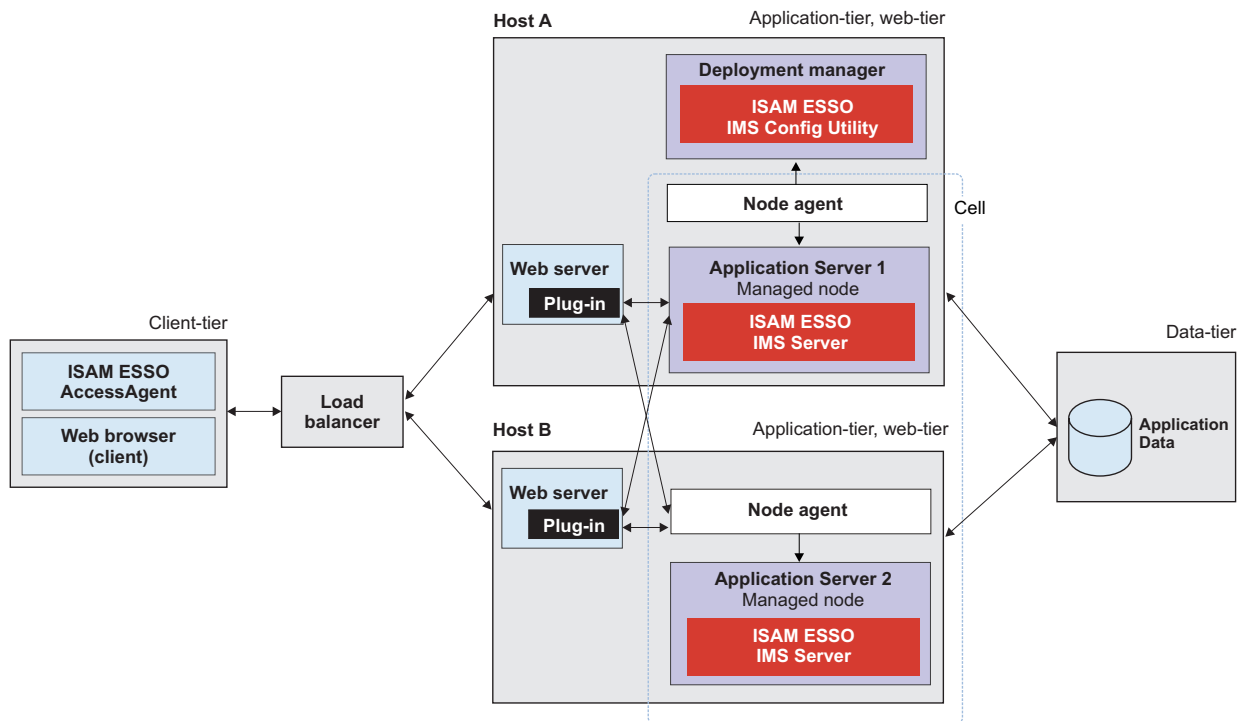 Host A
Application-tier, web-tier
Deployment manager
ISAM ESSO
IMS Config Utility
Node agent
Cell
Web server
Plug-in
Application Server 1
Managed node
ISAM ESSO
IMS Server
Client-tier
ISAM ESSO
AccessAgent
Web browser
(client)
Load
balancer
Data-tier
Application
Data
Host B
Application-tier, web-tier
Web server
Plug-in
Node agent
Application Server 2
Managed node
ISAM ESSO
IMS Server